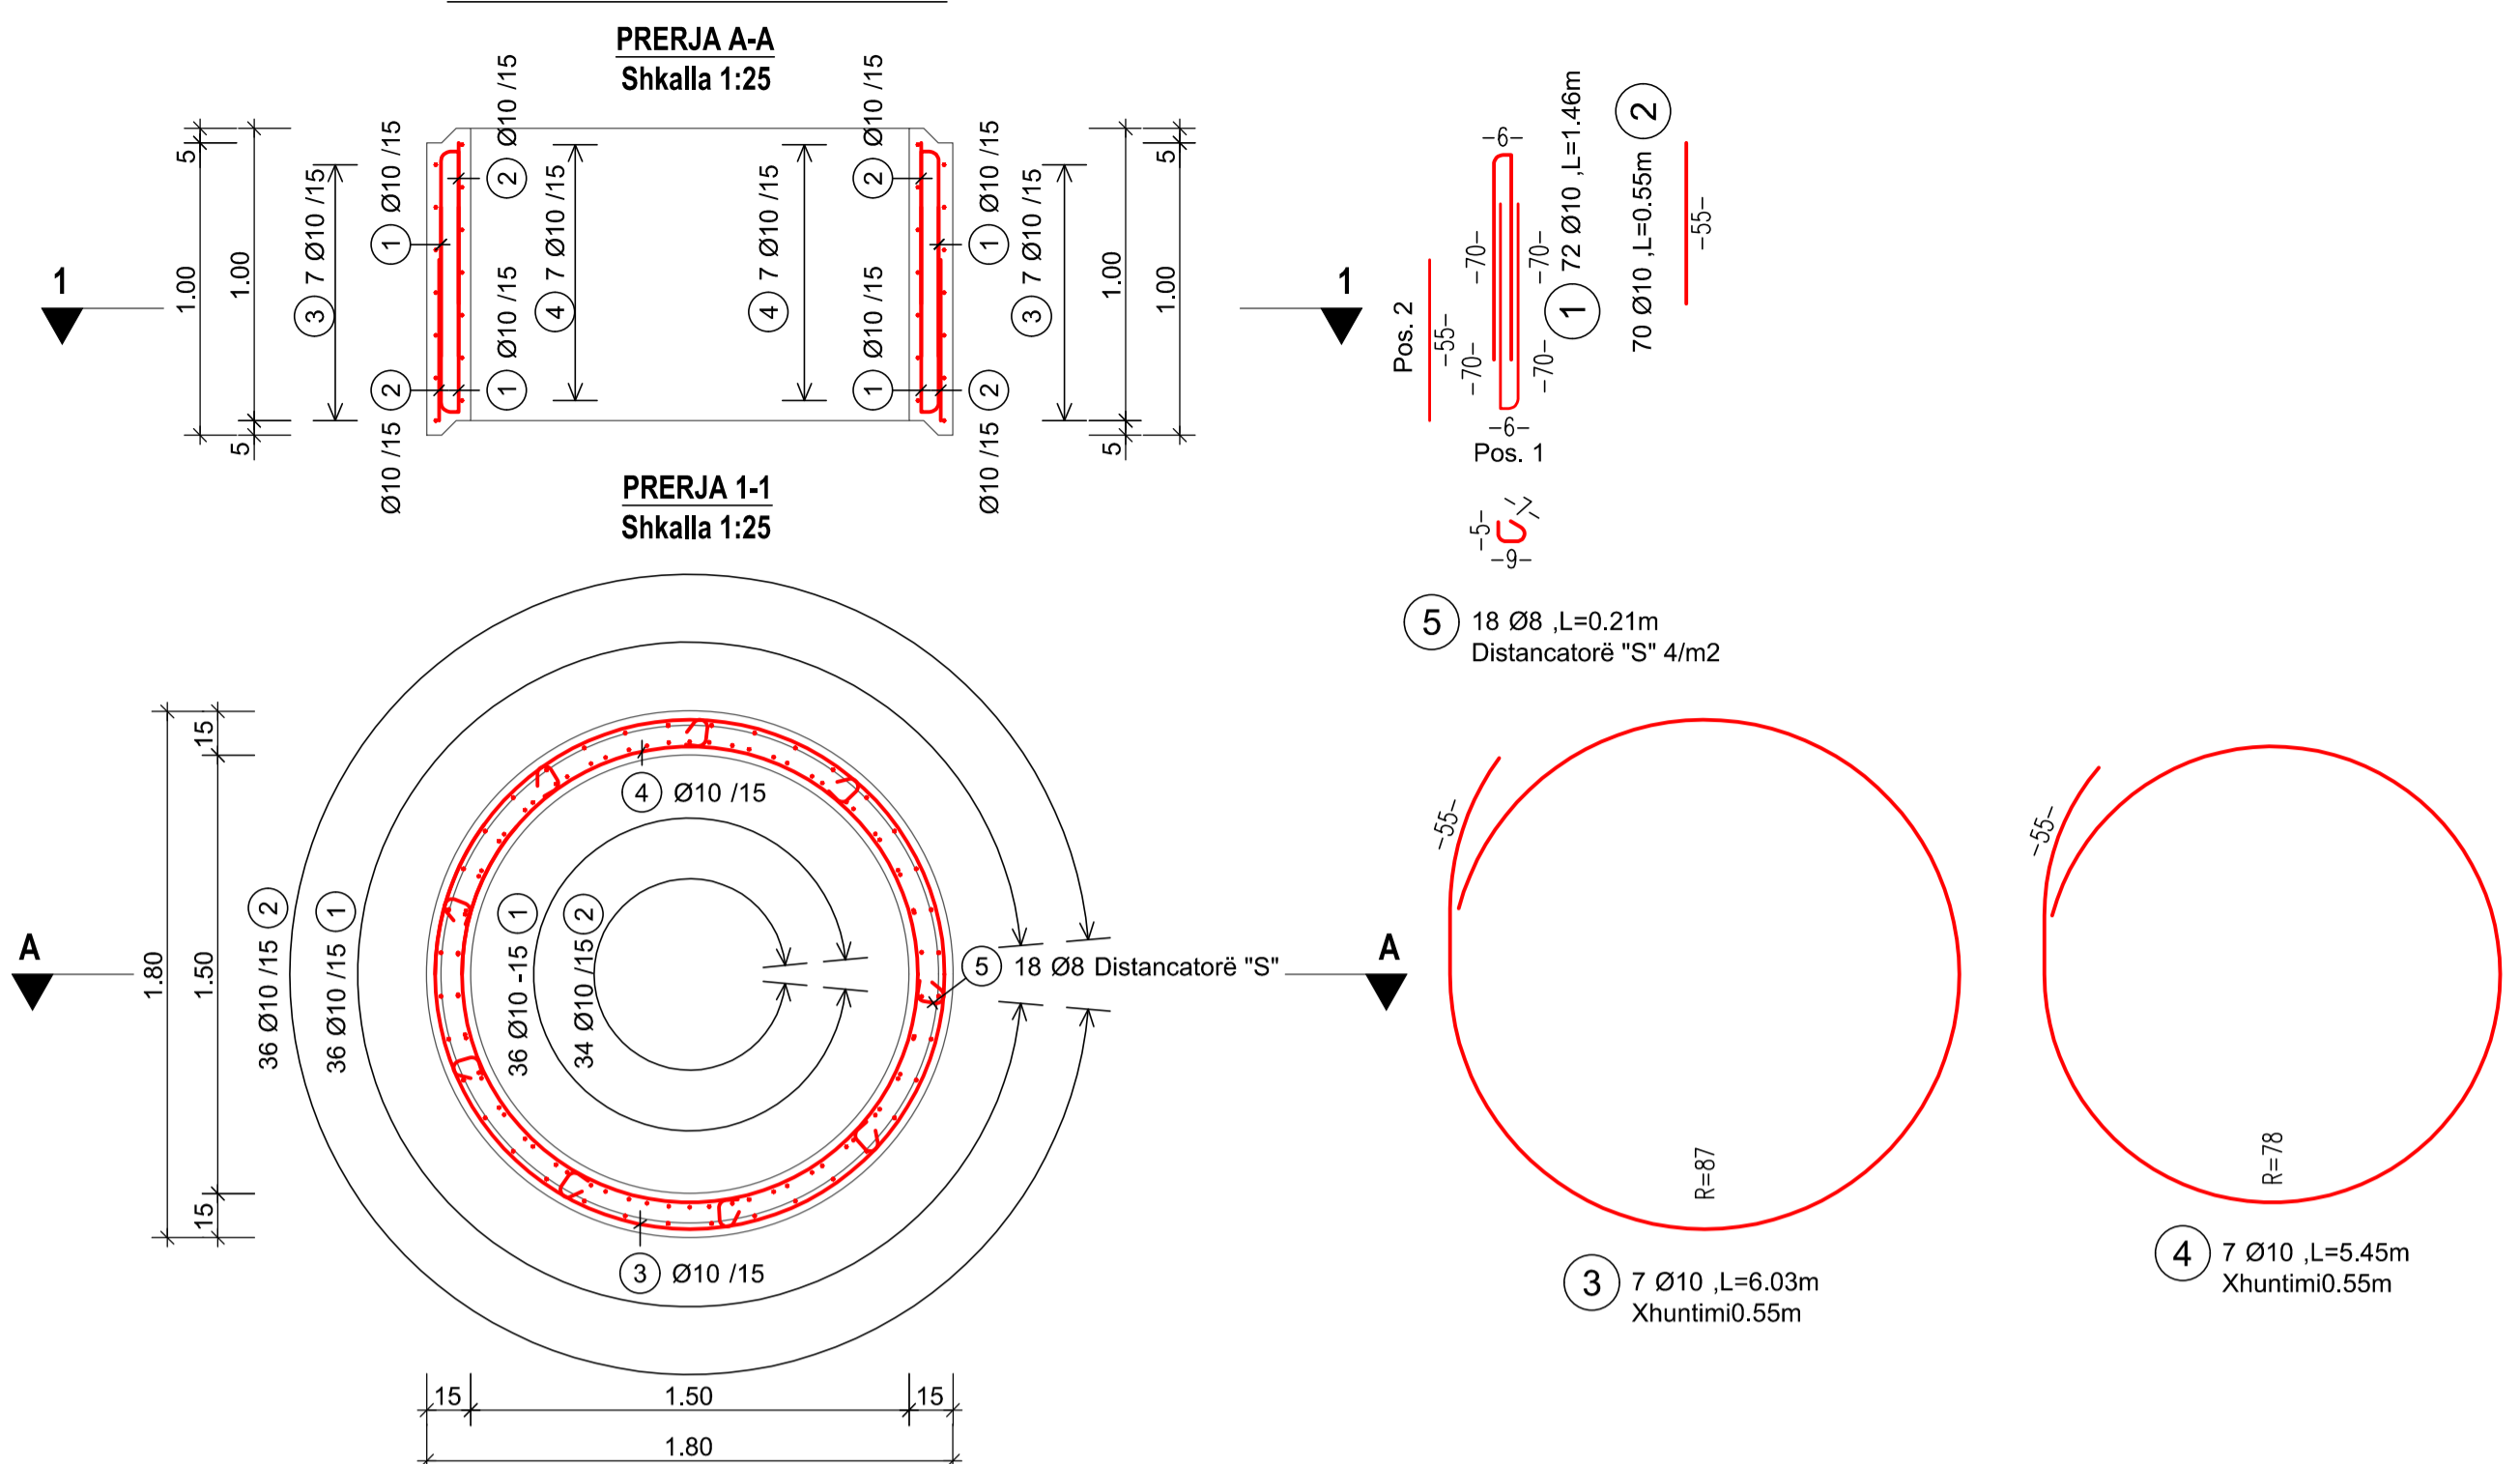 PRERJA A-A
Shkalla 1:25
5
1.00
1.00
5
3 7 Ø10 /15
1 Ø10 /15
2 Ø10 /15
2 Ø10 /15
1 Ø10 /15
4 7 Ø10 /15
4 7 Ø10 /15
2 Ø10 /15
1 Ø10 /15
1 Ø10 /15
2 Ø10 /15
3 7 Ø10 /15
1.00
5
5
1.00
1
1
Pos. 2
-55-
-6-
-70-
-70-
-70-
-70-
-6-
Pos. 1
1 72 Ø10 ,L=1.46m
2
70 Ø10 ,L=0.55m
-55-
PRERJA 1-1
Shkalla 1:25
-5-
-7-
-9-
5 18 Ø8 ,L=0.21m
Distancatorë "S" 4/m2
15
1.50
15
1.80
36 Ø10 /15 2
36 Ø10 /15 1
36 Ø10 -15 1
34 Ø10 /15 2
4 Ø10 /15
5 18 Ø8 Distancatorë "S"
A
A
3 Ø10 /15
15
1.50
15
1.80
-55-
R=87
3 7 Ø10 ,L=6.03m
Xhuntimi0.55m
-55-
R=78
4 7 Ø10 ,L=5.45m
Xhuntimi0.55m